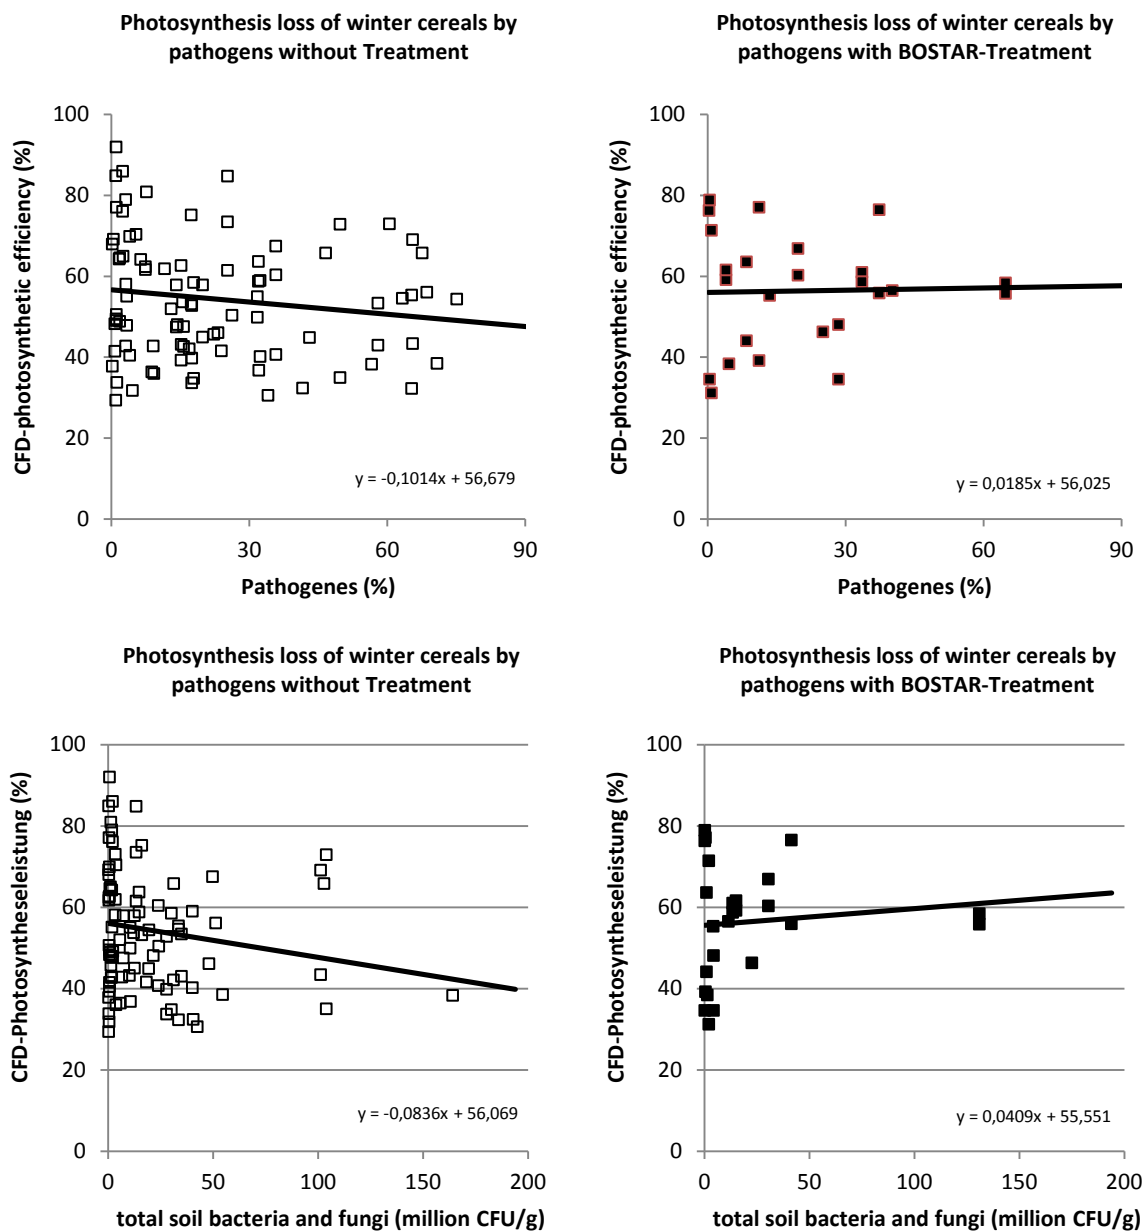 Photosynthesis loss of winter cereals by
pathogens without Treatment
CFD-photosynthetic efficiency (%)
100
80
60
40
20
0
y = -0,1014x + 56,679
0 30 60 90
Pathogenes (%)
Photosynthesis loss of winter cereals by
pathogens with BOSTAR-Treatment
CFD-photosynthetic efficiency (%)
100
80
60
40
20
0
y = 0,0185x + 56,025
0 30 60 90
Pathogenes (%)
Photosynthesis loss of winter cereals by
pathogens without Treatment
CFD-Photosyntheseleistung (%)
100
80
60
40
20
0
y = -0,0836x + 56,069
0 50 100 150 200
total soil bacteria and fungi (million CFU/g)
Photosynthesis loss of winter cereals by
pathogens with BOSTAR-Treatment
CFD-Photosyntheseleistung (%)
100
80
60
40
20
0
y = 0,0409x + 55,551
0 50 100 150 200
total soil bacteria and fungi (million CFU/g)